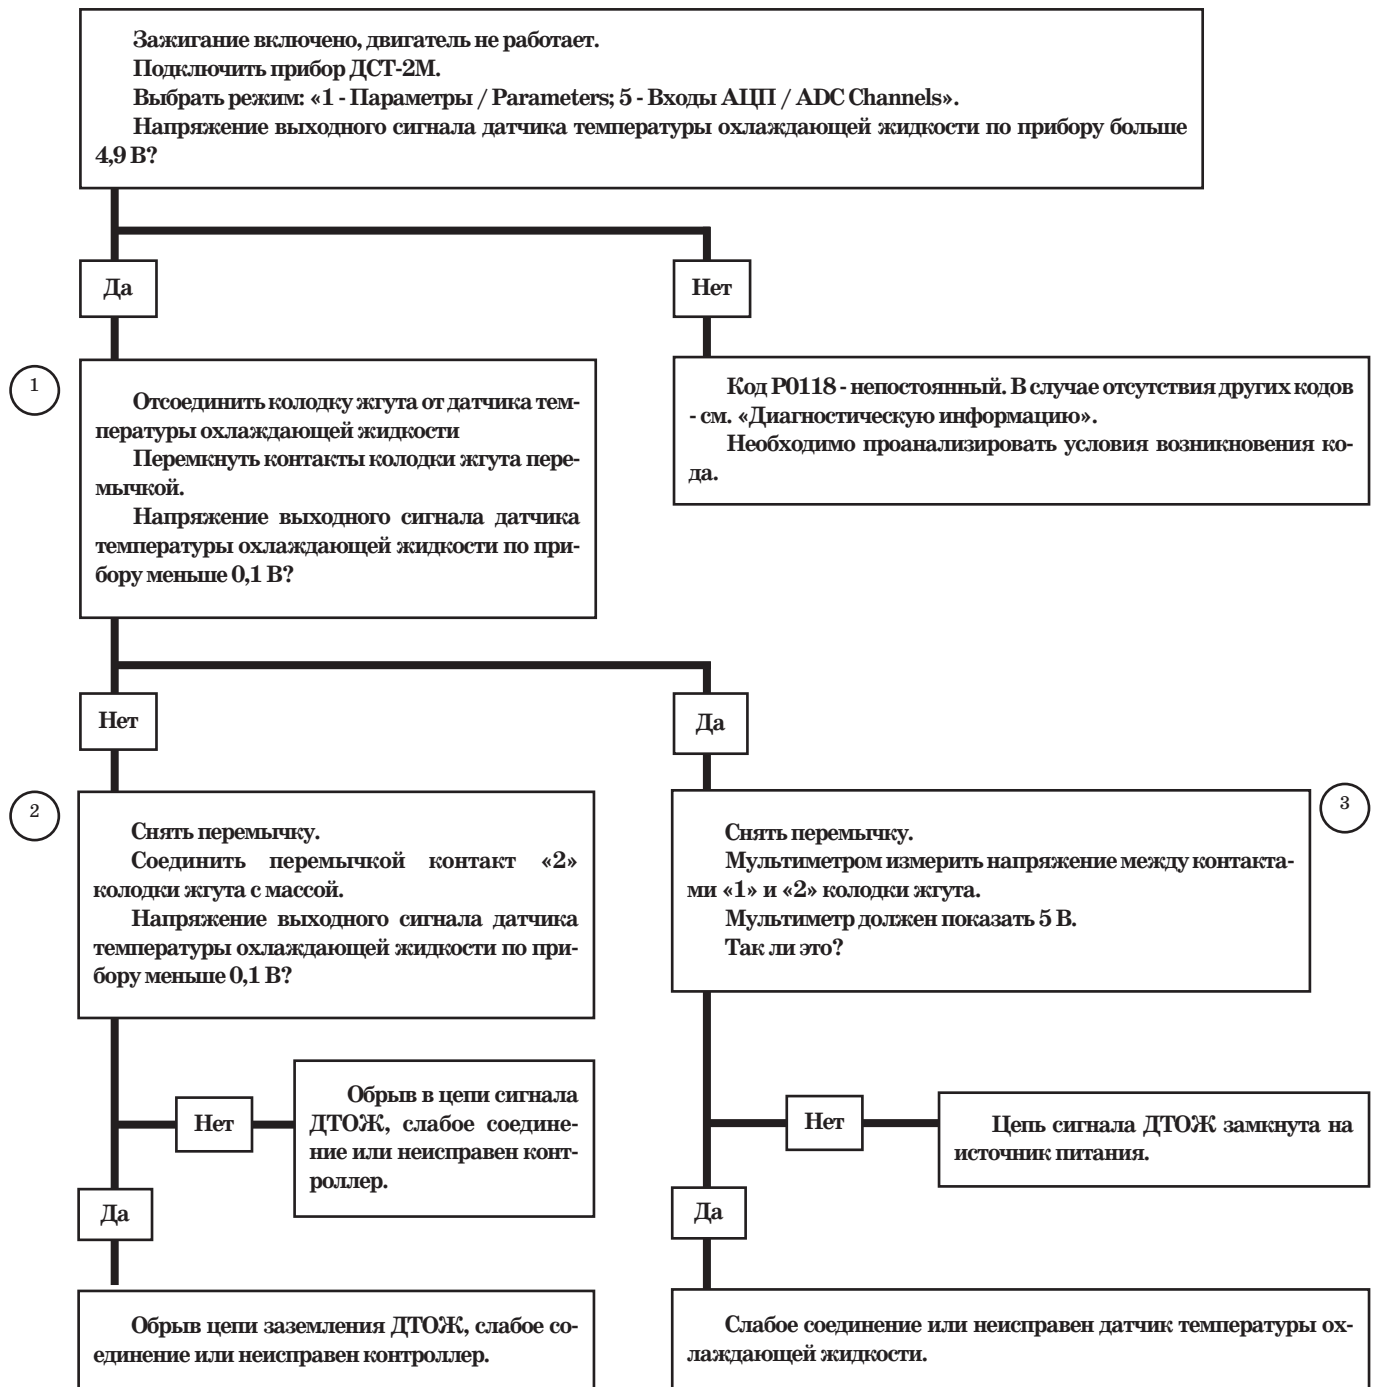 Зажигание включено, двигатель не работает.
Подключить прибор ДСТ-2М.
Выбрать режим: «1 - Параметры / Parameters; 5 - Входы АЦП / ADC Channels».
Напряжение выходного сигнала датчика температуры охлаждающей жидкости по прибору больше
4,9 В?
Да
Нет
1
Отсоединить колодку жгута от датчика тем-
пературы охлаждающей жидкости
Перемкнуть контакты колодки жгута пере-
мычкой.
Напряжение выходного сигнала датчика
температуры охлаждающей жидкости по при-
бору меньше 0,1 В?
Код Р0118 - непостоянный. В случае отсутствия других кодов
- см. «Диагностическую информацию».
Необходимо проанализировать условия возникновения ко-
да.
Нет
Да
2
Снять перемычку.
Соединить перемычкой контакт «2»
колодки жгута с массой.
Напряжение выходного сигнала датчика
температуры охлаждающей жидкости по при-
бору меньше 0,1 В?
3
Снять перемычку.
Мультиметром измерить напряжение между контакта-
ми «1» и «2» колодки жгута.
Мультиметр должен показать 5 В.
Так ли это?
Нет
Обрыв в цепи сигнала
ДТОЖ, слабое соедине-
ние или неисправен конт-
роллер.
Нет
Цепь сигнала ДТОЖ замкнута на
источник питания.
Да
Да
Обрыв цепи заземления ДТОЖ, слабое со-
единение или неисправен контроллер.
Слабое соединение или неисправен датчик температуры ох-
лаждающей жидкости.